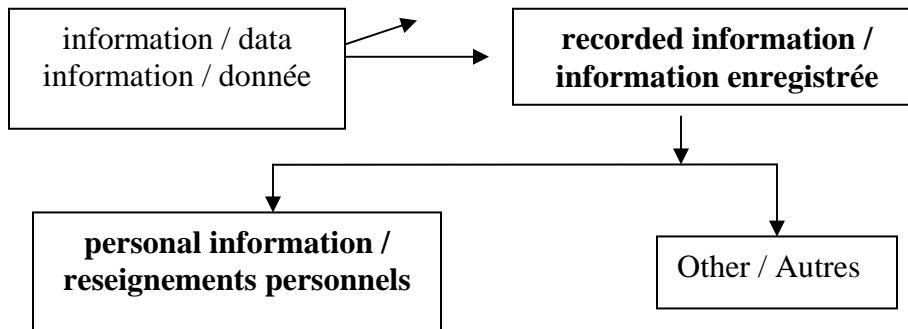 information / data
information / donnée
recorded information /
information enregistrée
personal information /
reseignements personnels
Other / Autres